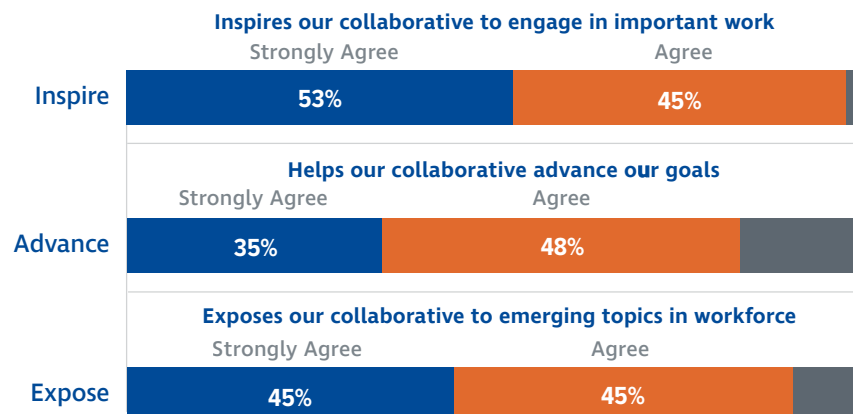 Inspires our collaborative to engage in important work
Strongly Agree Agree
Inspire 53% 45%
Helps our collaborative advance our goals
Strongly Agree Agree
Advance 35% 48%
Exposes our collaborative to emerging topics in workforce
Strongly Agree Agree
Expose 45% 45%